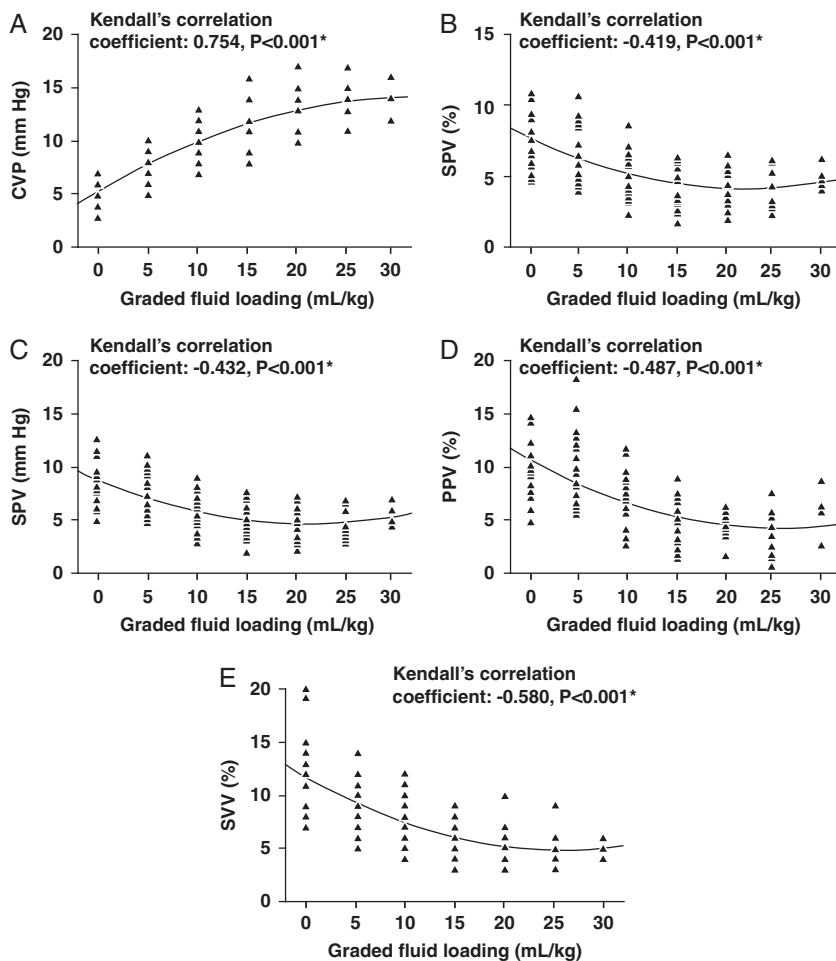 A
Kendall's correlation
coefficient: 0.754, P<0.001*
20
15
10
5
0
CVP (mm Hg)
0 5 10 15 20 25 30
Graded fluid loading (mL/kg)
B
Kendall's correlation
coefficient: -0.419, P<0.001*
15
10
5
0
SPV (%)
0 5 10 15 20 25 30
Graded fluid loading (mL/kg)
C
Kendall's correlation
coefficient: -0.432, P<0.001*
20
15
10
5
0
SPV (mm Hg)
0 5 10 15 20 25 30
Graded fluid loading (mL/kg)
D
Kendall's correlation
coefficient: -0.487, P<0.001*
20
15
10
5
0
PPV (%)
0 5 10 15 20 25 30
Graded fluid loading (mL/kg)
E
Kendall's correlation
coefficient: -0.580, P<0.001*
20
15
10
5
0
SVV (%)
0 5 10 15 20 25 30
Graded fluid loading (mL/kg)